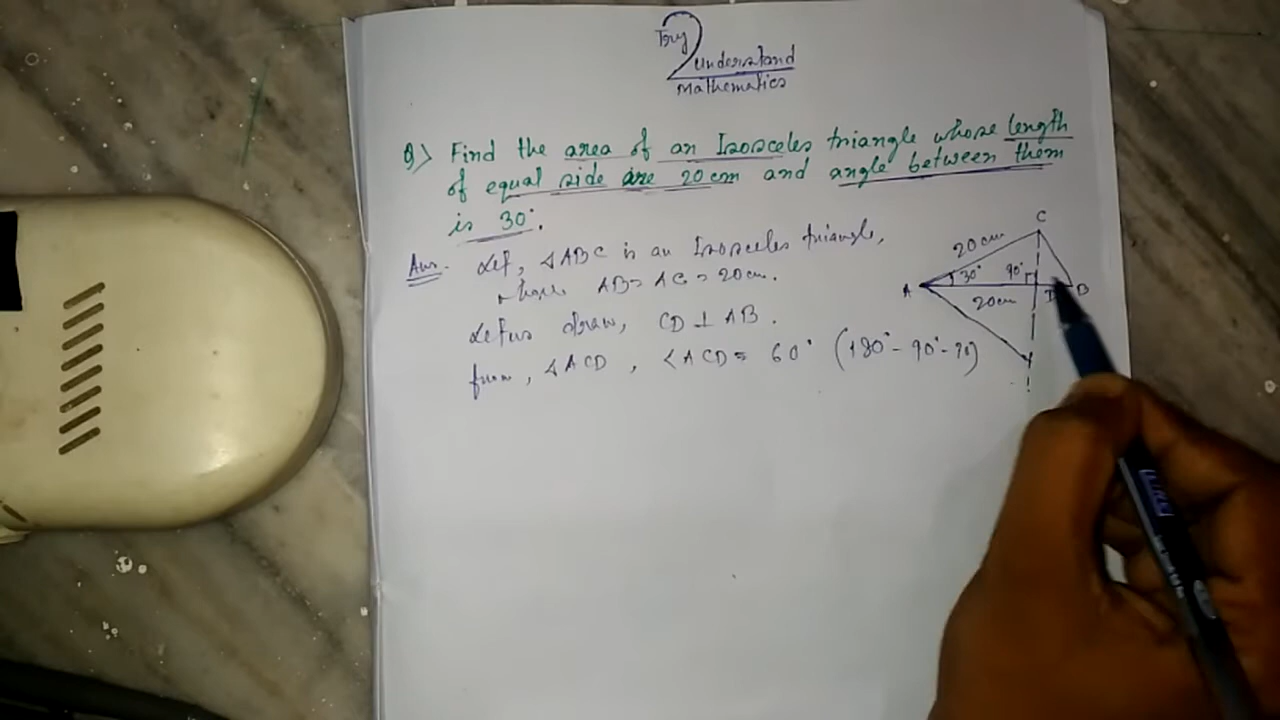 Try
2
understand
Mathematics
Q) Find the area of an Isosceles triangle whose length
of equal side are 20 cm and angle between them
is 30°.
Ans. Let, ∠ABC is an Isosceles triangle,
where AB = AC = 20 cm.
Let us draw, CD ⊥ AB.
from, ∠ACD, <ACD = 60° (180° - 90° - 30)
C
20 cm
30° 90°
A D B
20 cm